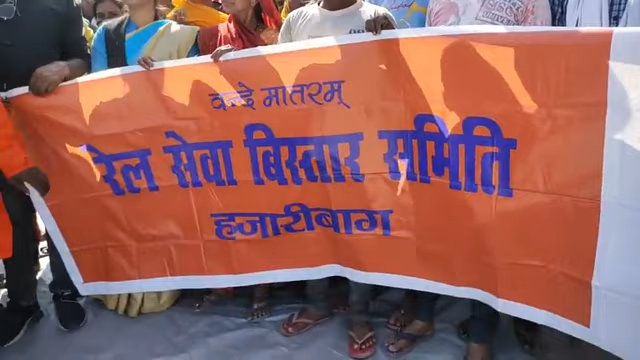 वन्दे मातरम्
रेल सेवा बिस्तार समिति
हजारीबाग